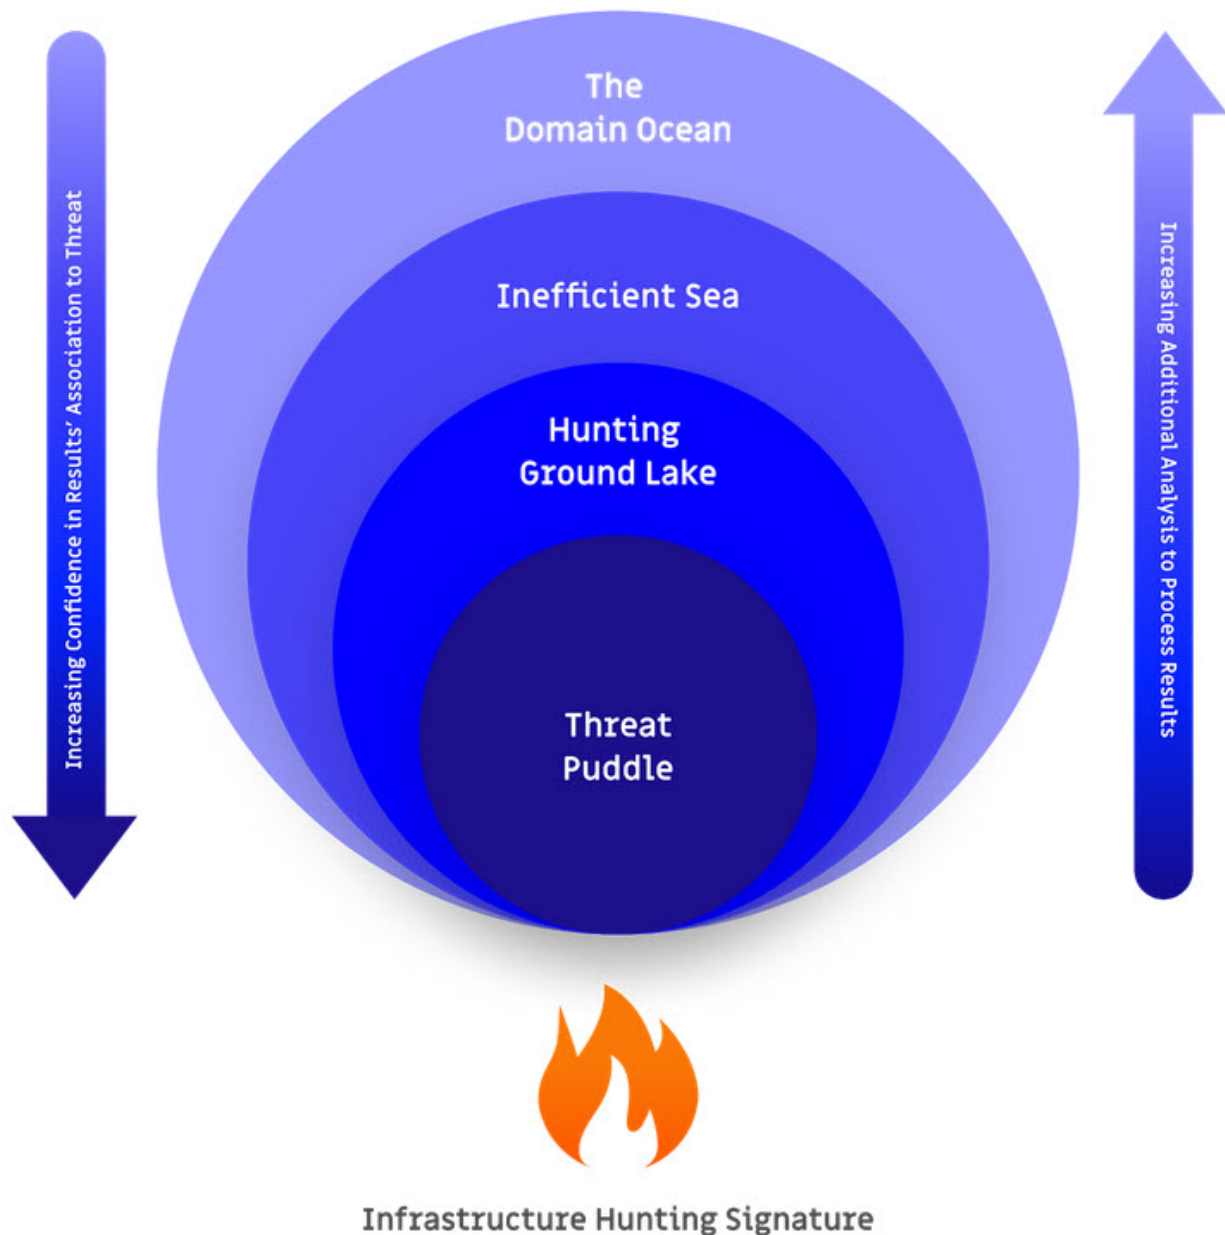 The
Domain Ocean
Inefficient Sea
Hunting
Ground Lake
Threat
Puddle
Increasing Confidence in Results’ Association to Threat
Increasing Additional Analysis to Process Results
Infrastructure Hunting Signature